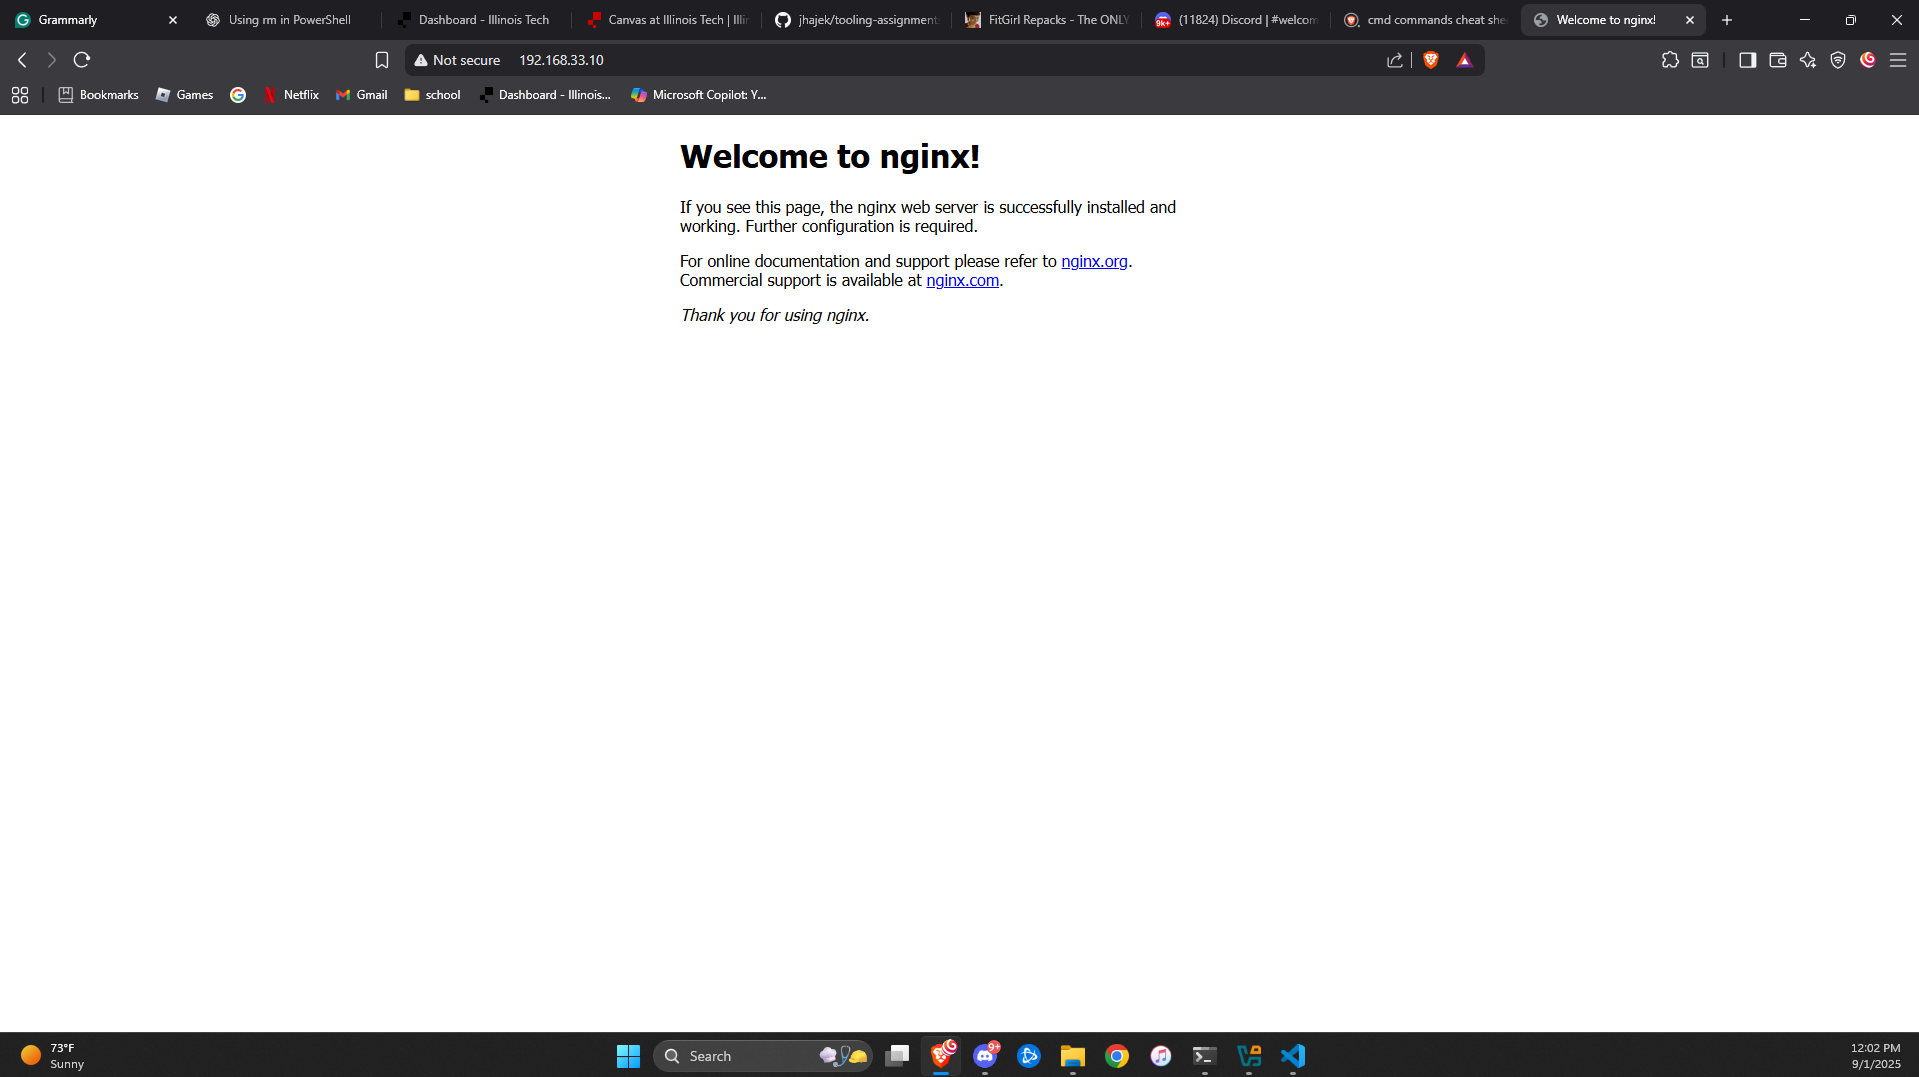 Grammarly
Using rm in PowerShell
Dashboard - Illinois Tech
Canvas at Illinois Tech | Illin
jhajek/tooling-assignment
FitGirl Repacks - The ONLY
(11824) Discord | #welcom
cmd commands cheat she
Welcome to nginx!
Not secure 192.168.33.10
Bookmarks Games Netflix Gmail school Dashboard - Illinois... Microsoft Copilot: Y...
Welcome to nginx!
If you see this page, the nginx web server is successfully installed and
working. Further configuration is required.
For online documentation and support please refer to nginx.org.
Commercial support is available at nginx.com.
Thank you for using nginx.
73°F
Sunny
Search
9+
12:02 PM
9/1/2025